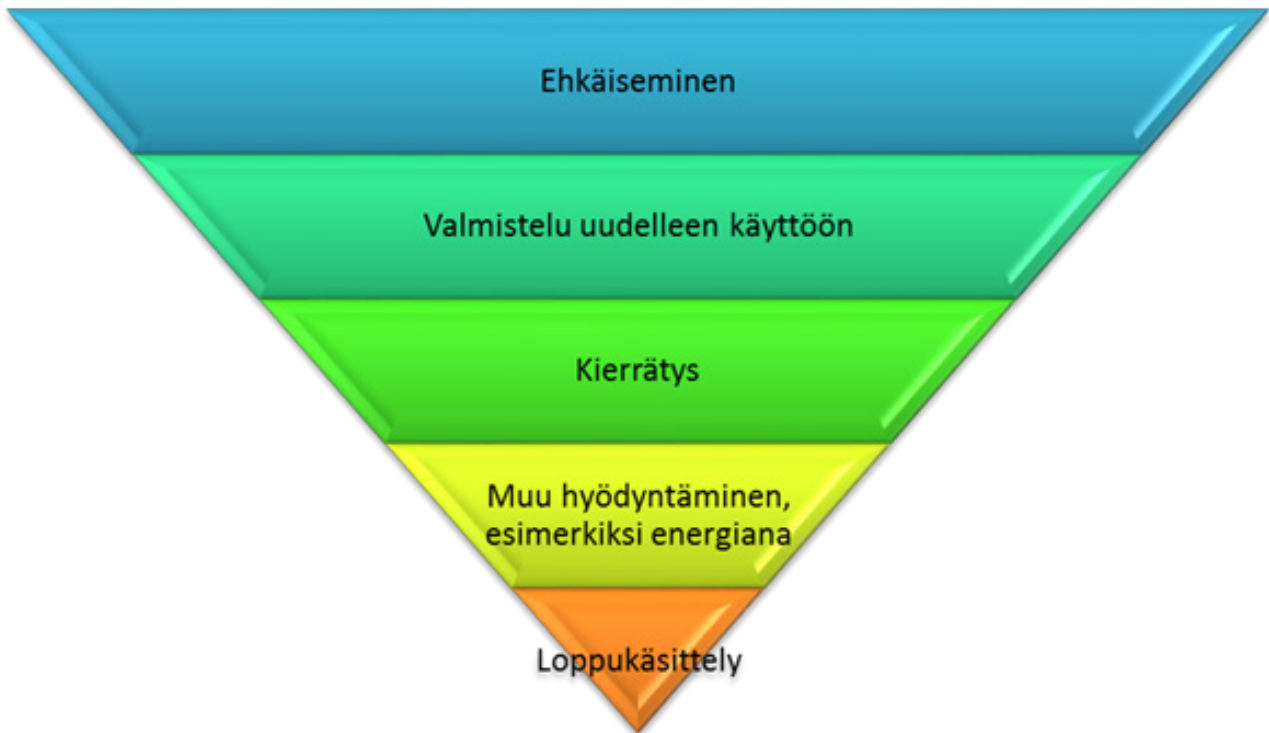 Ehkäiseminen
Valmistelu uudelleen käyttöön
Kierrätys
Muu hyödyntäminen,
esimerkiksi energiana
Loppukäsittely